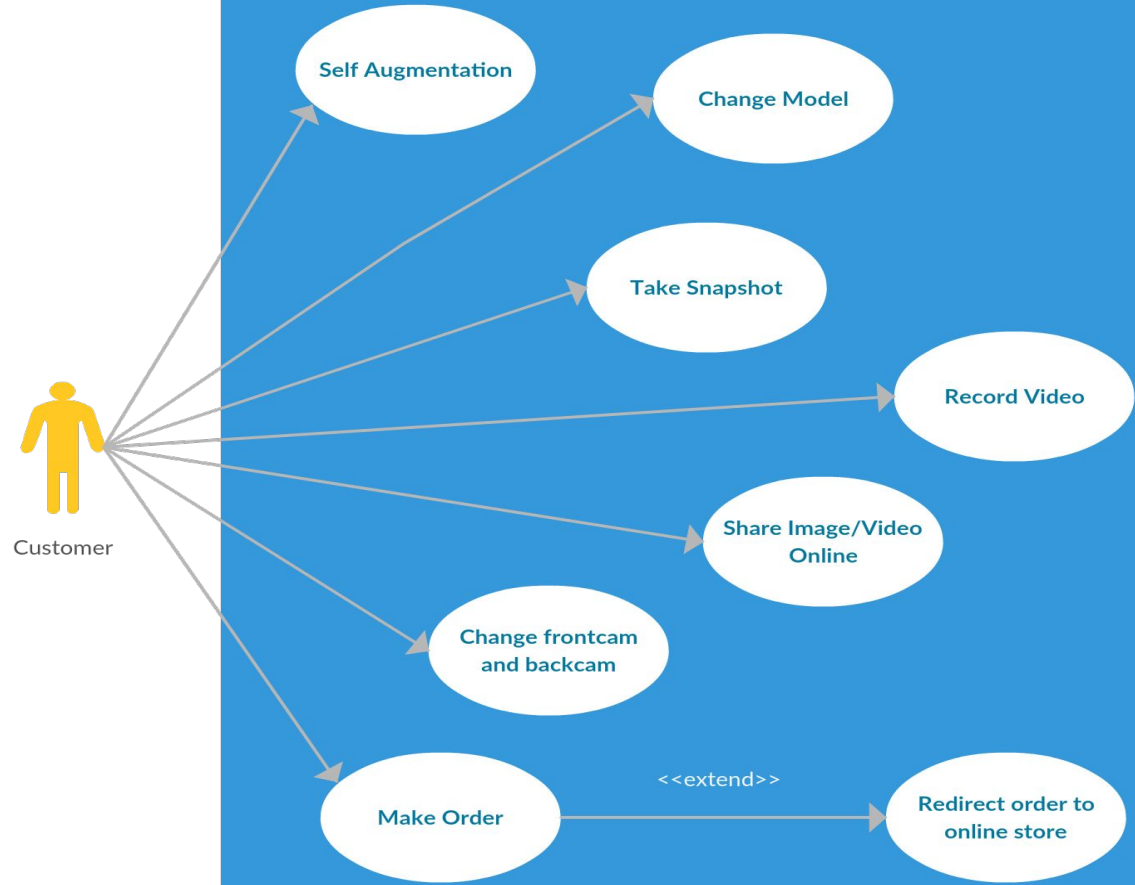 Self Augmentation
Change Model
Take Snapshot
Record Video
Customer
Share Image/Video
Online
Change frontcam
and backcam
Make Order
<<extend>>
Redirect order to
online store